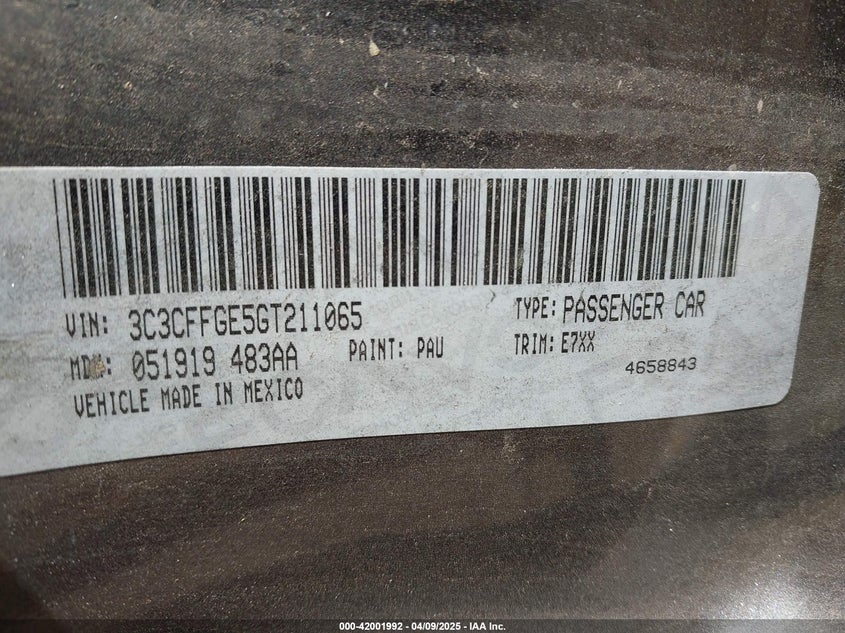 VIN: 3C3CFFGE5GT211065 TYPE: PASSENGER CAR
051919 483AA PAINT: PAU TRIM: E7XX
VEHICLE MADE IN MEXICO 4658843
000-42001992 - 04/09/2025 - IAA Inc.